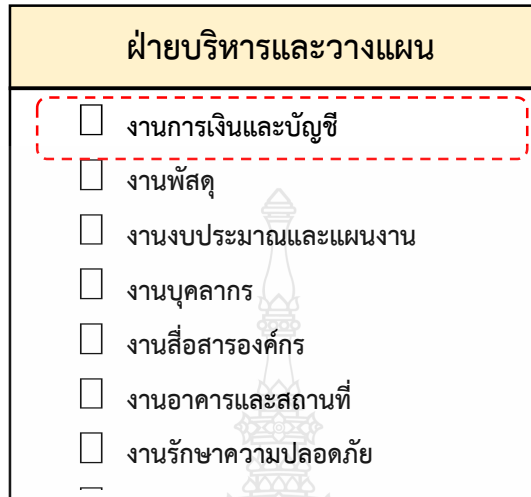 ฝ่ายบริหารและวางแผน
งานการเงินและบัญชี
งานพัสดุ
งานงบประมาณและแผนงาน
งานบุคลากร
งานสื่อสารองค์กร
งานอาคารและสถานที่
งานรักษาความปลอดภัย